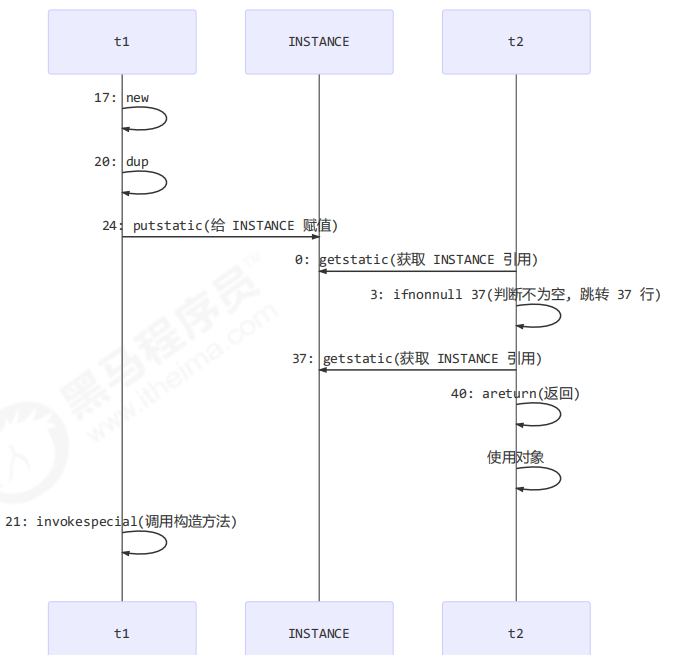 t1
INSTANCE
t2
17: new
20: dup
24: putstatic(给 INSTANCE 赋值)
0: getstatic(获取 INSTANCE 引用)
3: ifnonnull 37(判断不为空, 跳转 37 行)
37: getstatic(获取 INSTANCE 引用)
40: areturn(返回)
使用对象
21: invokespecial(调用构造方法)
t1
INSTANCE
t2
黑马程序员™
www.itheima.com